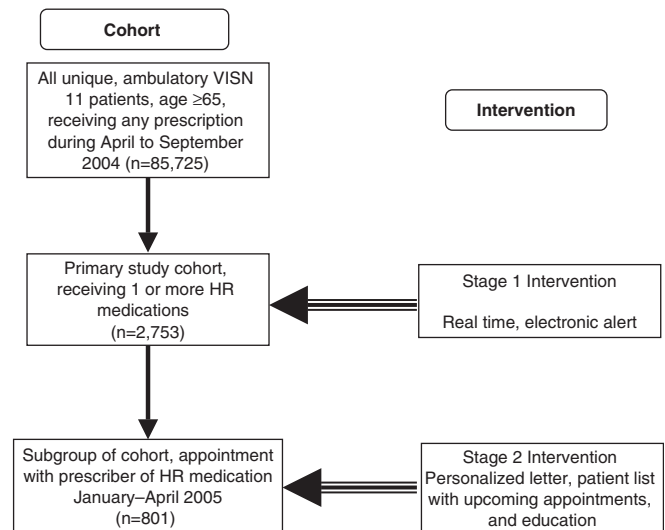 Cohort
All unique, ambulatory VISN
11 patients, age ≥65,
receiving any prescription
during April to September
2004 (n=85,725)
Intervention
Primary study cohort,
receiving 1 or more HR
medications
(n=2,753)
Stage 1 Intervention
Real time, electronic alert
Subgroup of cohort, appointment
with prescriber of HR medication
January–April 2005
(n=801)
Stage 2 Intervention
Personalized letter, patient list
with upcoming appointments,
and education